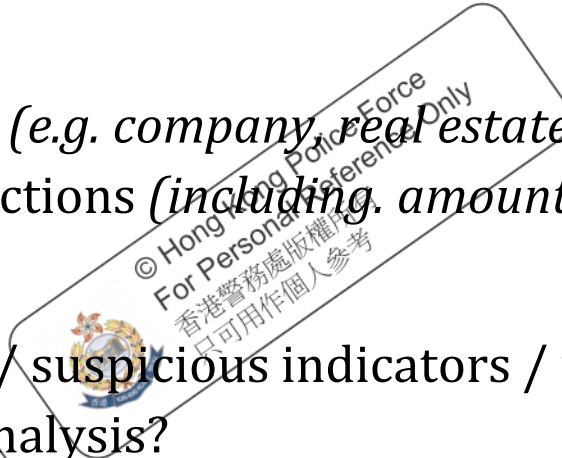 (e.g. company, real estate
ctions (including. amount
© Hong Kong Police Force
For Personal Reference Only
香港警務處版權所有
只可用作個人參考
/ suspicious indicators /
nalysis?